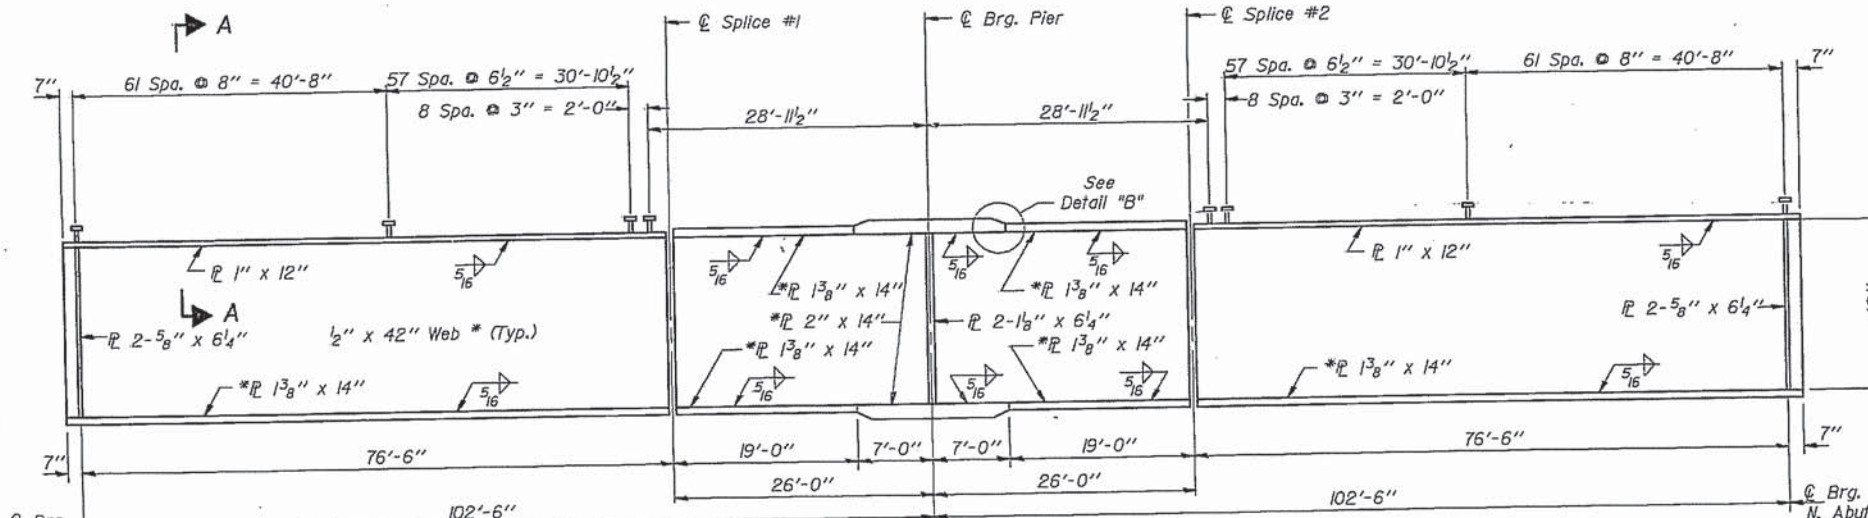 A
℄ Splice #1
℄ Brg. Pier
℄ Splice #2
7"
61 Spa. @ 8" = 40'-8"
57 Spa. @ 6½" = 30'-10½"
8 Spa. @ 3" = 2'-0"
28'-11½"
28'-11½"
57 Spa. @ 6½" = 30'-10½"
61 Spa. @ 8" = 40'-8"
7"
8 Spa. @ 3" = 2'-0"
See
Detail "B"
℄ 1" x 12"
5/16
5/16
5/16
5/16
℄ 1" x 12"
5/16
*℄ 1⅜" x 14"
*℄ 1⅜" x 14"
A
℄ 2-⅝" x 6¼"
½" x 42" Web * (Typ.)
*℄ 2" x 14"
℄ 2-1⅛" x 6¼"
℄ 2-⅝" x 6¼"
*℄ 1⅜" x 14"
*℄ 1⅜" x 14"
*℄ 1⅜" x 14"
5/16
5/16
5/16
5/16
*℄ 1⅜" x 14"
5/16
7"
76'-6"
19'-0"
7'-0"
7'-0"
19'-0"
76'-6"
7"
26'-0"
26'-0"
102'-6"
102'-6"
℄ Brg.
N. Abut